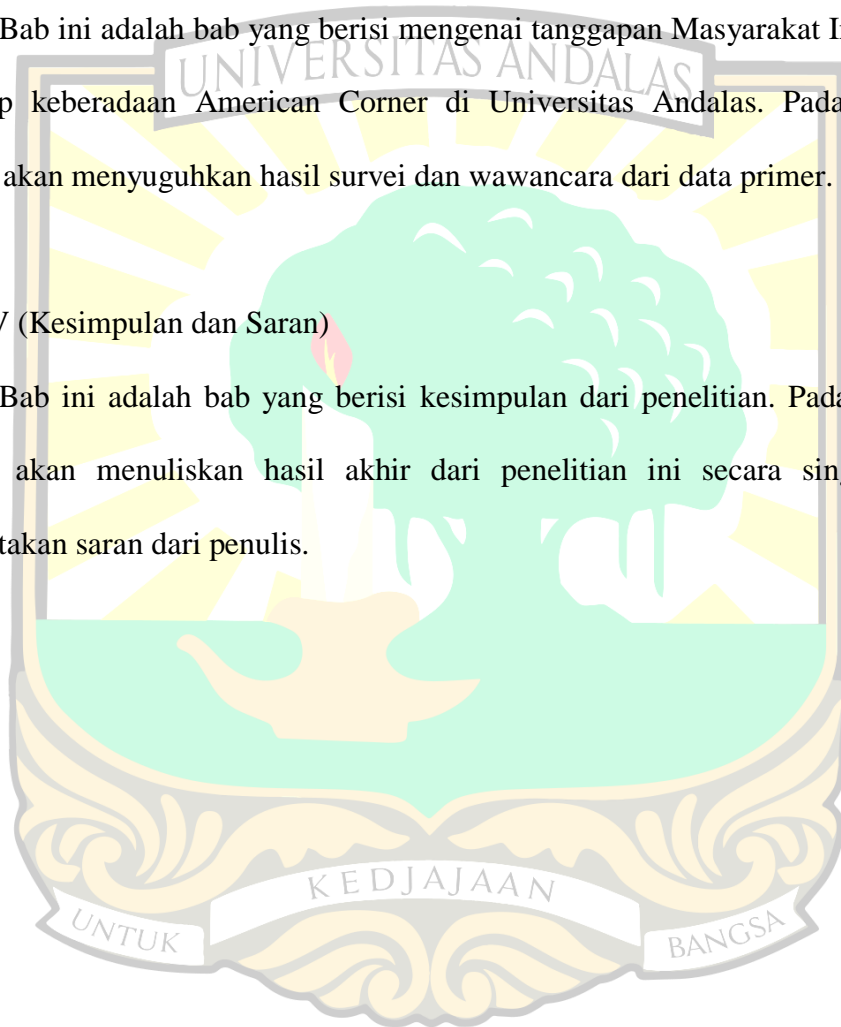 Bab ini adalah bab yang berisi mengenai tanggapan Masyarakat
UNIVERSITAS ANDALAS
keberadaan American Corner di Universitas Andalas. Pada
akan menyuguhkan hasil survei dan wawancara dari data primer.
(Kesimpulan dan Saran)
Bab ini adalah bab yang berisi kesimpulan dari penelitian. Pada
akan menuliskan hasil akhir dari penelitian ini secara
takan saran dari penulis.
KEDJAJAAN
UNTUK BANGSA